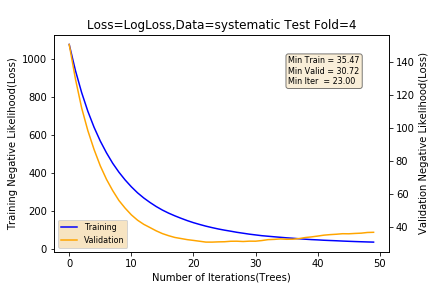 Loss=LogLoss,Data=systematic Test Fold=4
Training Negative Likelihood(Loss)
1000
800
600
400
200
0
Min Train = 35.47
Min Valid = 30.72
Min Iter = 23.00
140
120
100
80
60
40
Validation Negative Likelihood(Loss)
Training
Validation
0 10 20 30 40 50
Number of Iterations(Trees)